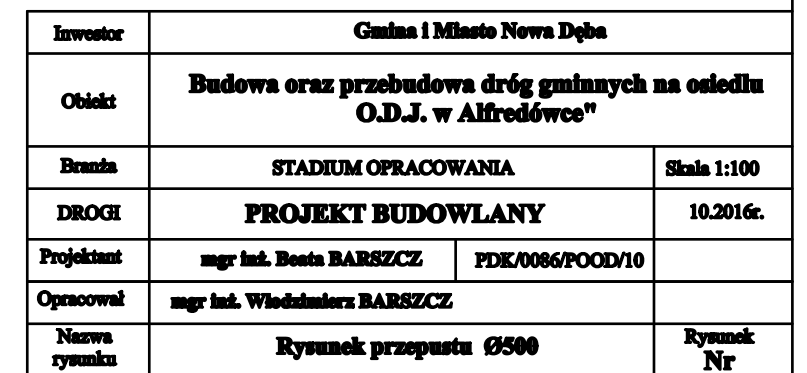 Inwestor Gmina i Miasto Nowa Dęba
Obiekt Budowa oraz przebudowa dróg gminnych na osiedlu
O.D.J. w Alfredówce"
Branża STADIUM OPRACOWANIA Skala 1:100
DROGI PROJEKT BUDOWLANY 10.2016r.
Projektant mgr inż. Beata BARSZCZ PDK/0086/POOD/10
Opracował mgr inż. Włodzimierz BARSZCZ
Nazwa
rysunku Rysunek przepustu Ø500 Rysunek
Nr